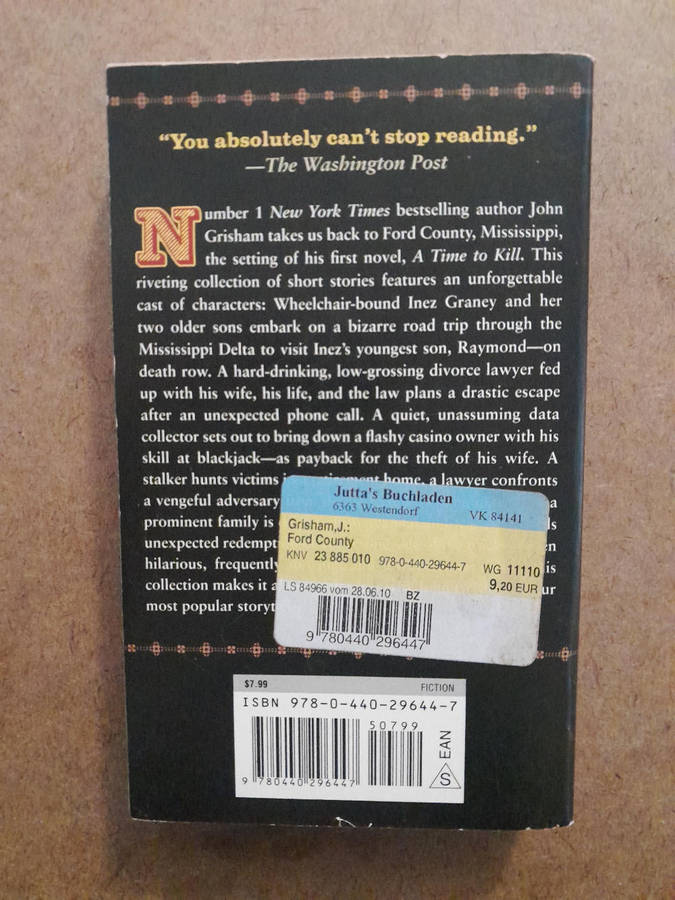 “You absolutely can’t stop reading.”
—The Washington Post
Number 1 New York Times bestselling author John
Grisham takes us back to Ford County, Mississippi,
the setting of his first novel, A Time to Kill. This
riveting collection of short stories features an unforgettable
cast of characters: Wheelchair-bound Inez Graney and her
two older sons embark on a bizarre road trip through the
Mississippi Delta to visit Inez’s youngest son, Raymond—on
death row. A hard-drinking, low-grossing divorce lawyer fed
up with his wife, his life, and the law plans a drastic escape
after an unexpected phone call. A quiet, unassuming data
collector sets out to bring down a flashy casino owner with his
skill at blackjack—as payback for the theft of his wife. A
stalker hunts victims home, a lawyer confronts
a vengeful adversary a
prominent family is
unexpected redempt
hilarious, frequently is
collection makes it a ur
most popular storyt
Jutta's Buchladen
6363 Westendorf VK 84141
Grisham,J.:
Ford County
KNV 23 885 010 978-0-440-29644-7 WG 11110
9,20 EUR
LS 84966 vom 28.06.10 BZ
9 780440 296447
$7.99 FICTION
ISBN 978-0-440-29644-7
50799
9 780440 296447
S EAN